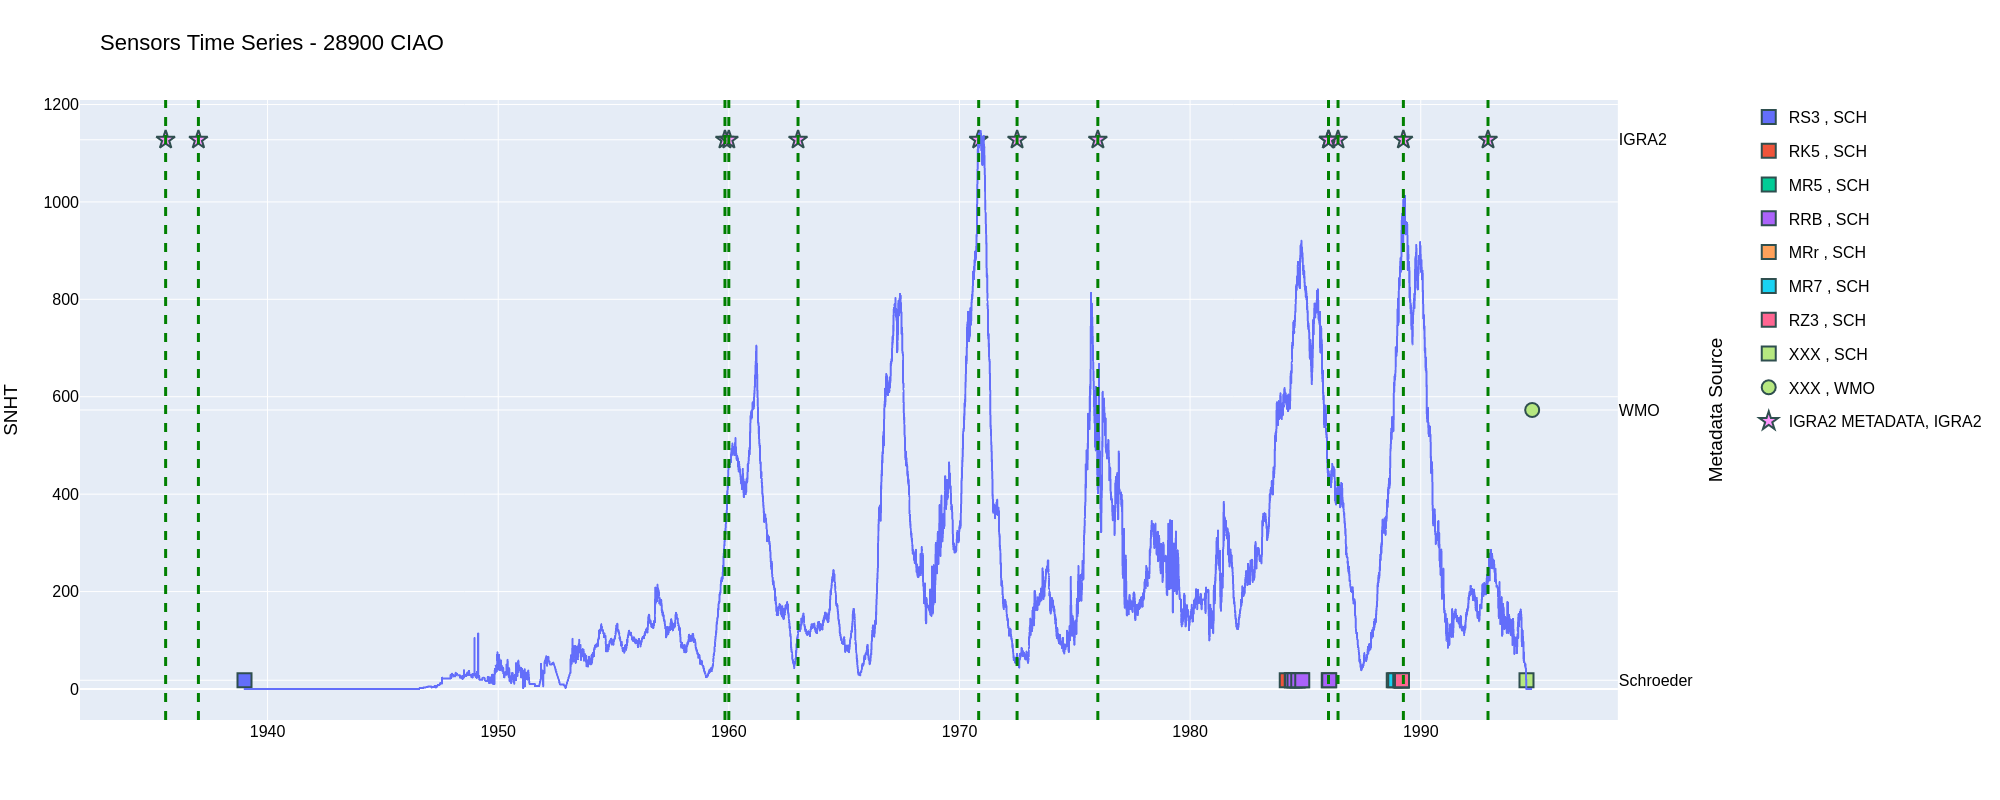 Sensors Time Series - 28900 CIAO
1200
1000
800
600
400
200
0
SNHT
1940
1950
1960
1970
1980
1990
IGRA2
WMO
Schroeder
Metadata Source
RS3 , SCH
RK5 , SCH
MR5 , SCH
RRB , SCH
MRr , SCH
MR7 , SCH
RZ3 , SCH
XXX , SCH
XXX , WMO
IGRA2 METADATA, IGRA2